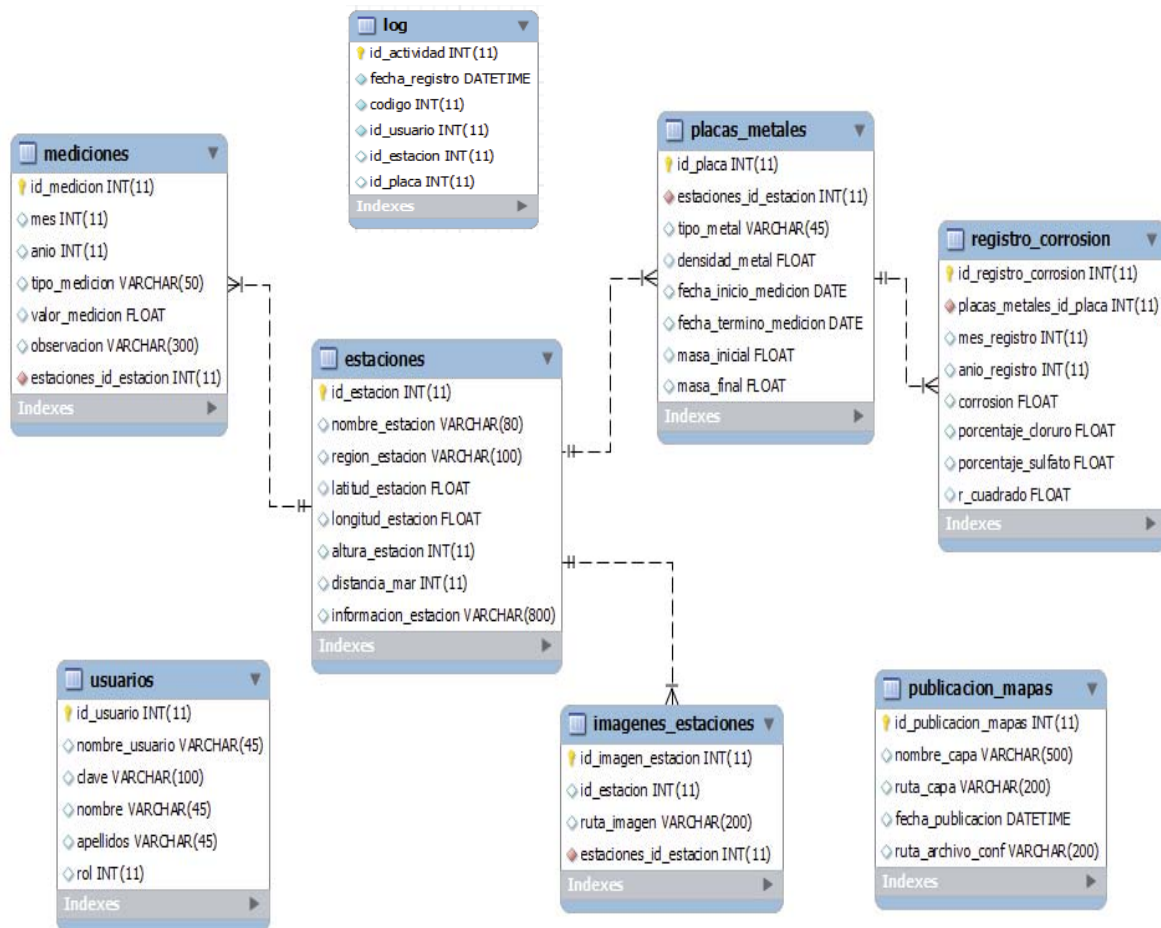 log
id_actividad INT(11)
fecha_registro DATETIME
codigo INT(11)
id_usuario INT(11)
id_estacion INT(11)
id_placa INT(11)
Indexes
mediciones
id_medicion INT(11)
mes INT(11)
anio INT(11)
tipo_medicion VARCHAR(50)
valor_medicion FLOAT
observacion VARCHAR(300)
estaciones_id_estacion INT(11)
Indexes
placas_metales
id_placa INT(11)
estaciones_id_estacion INT(11)
tipo_metal VARCHAR(45)
densidad_metal FLOAT
fecha_inicio_medicion DATE
fecha_termino_medicion DATE
masa_inicial FLOAT
masa_final FLOAT
Indexes
registro_corrosion
id_registro_corrosion INT(11)
placas_metales_id_placa INT(11)
mes_registro INT(11)
anio_registro INT(11)
corrosion FLOAT
porcentaje_cloruro FLOAT
porcentaje_sulfato FLOAT
r_cuadrado FLOAT
Indexes
estaciones
id_estacion INT(11)
nombre_estacion VARCHAR(80)
region_estacion VARCHAR(100)
latitud_estacion FLOAT
longitud_estacion FLOAT
altura_estacion INT(11)
distancia_mar INT(11)
informacion_estacion VARCHAR(800)
Indexes
usuarios
id_usuario INT(11)
nombre_usuario VARCHAR(45)
clave VARCHAR(100)
nombre VARCHAR(45)
apellidos VARCHAR(45)
rol INT(11)
Indexes
imagenes_estaciones
id_imagen_estacion INT(11)
id_estacion INT(11)
ruta_imagen VARCHAR(200)
estaciones_id_estacion INT(11)
Indexes
publicacion_mapas
id_publicacion_mapas INT(11)
nombre_capa VARCHAR(500)
ruta_capa VARCHAR(200)
fecha_publicacion DATETIME
ruta_archivo_conf VARCHAR(200)
Indexes